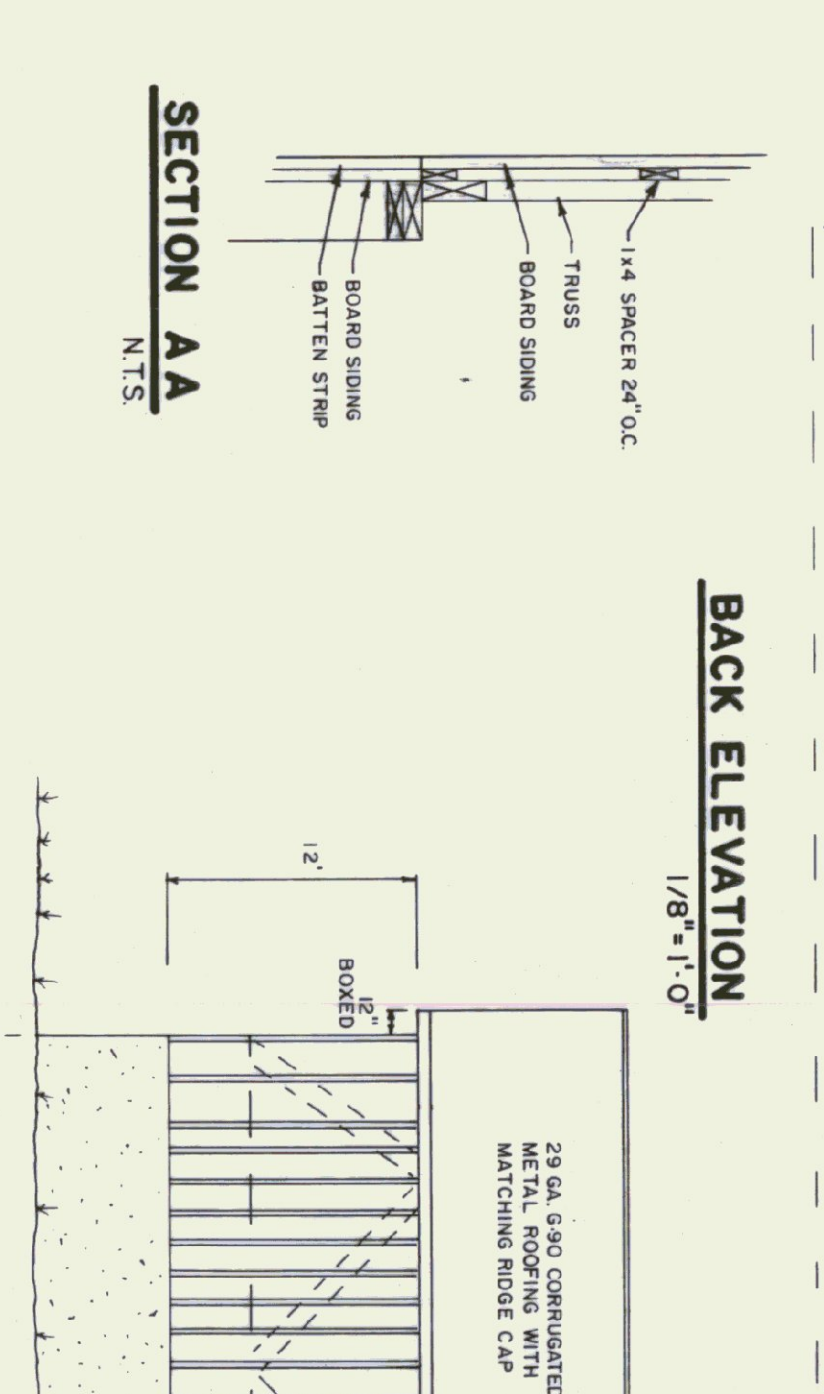 1x4 SPACER 24" O.C.
TRUSS
BOARD SIDING
BOARD SIDING
BATTEN STRIP
SECTION AA
N.T.S.
BACK ELEVATION
1/8" = 1'-0"
12'
12"
BOXED
29 GA. G-90 CORRUGATED
METAL ROOFING WITH
MATCHING RIDGE CAP